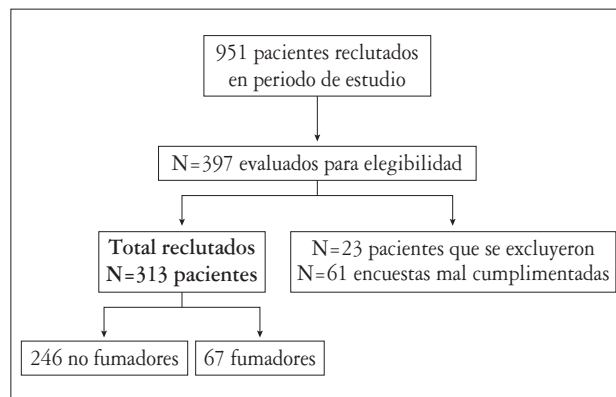 951 pacientes reclutados
en periodo de estudio
N=397 evaluados para elegibilidad
Total reclutados
N=313 pacientes
N=23 pacientes que se excluyeron
N=61 encuestas mal cumplimentadas
246 no fumadores
67 fumadores